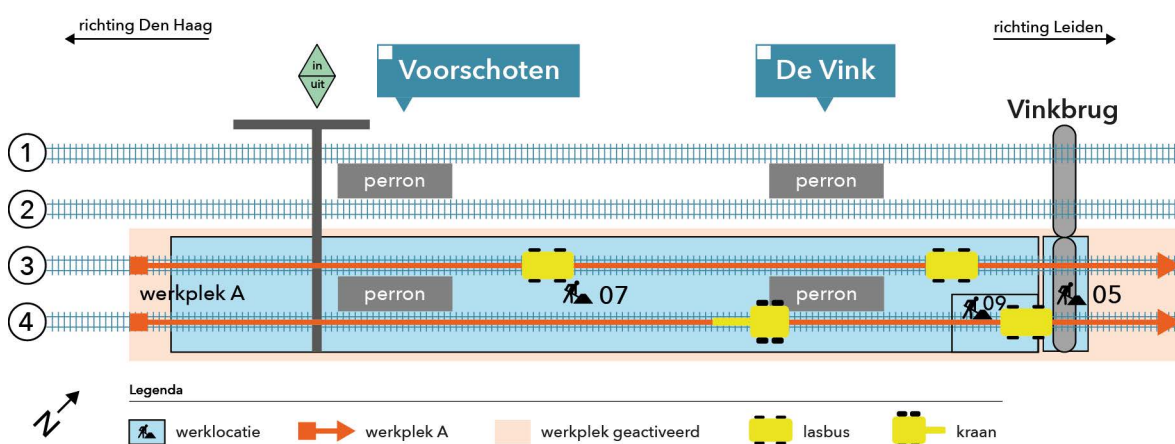 richting Den Haag
richting Leiden
in
uit
Voorschoten
De Vink
Vinkbrug
1
perron
perron
2
3
werkplek A
perron
07
perron
09
05
4
Legenda
N
werklocatie
werkplek A
werkplek geactiveerd
lasbus
kraan